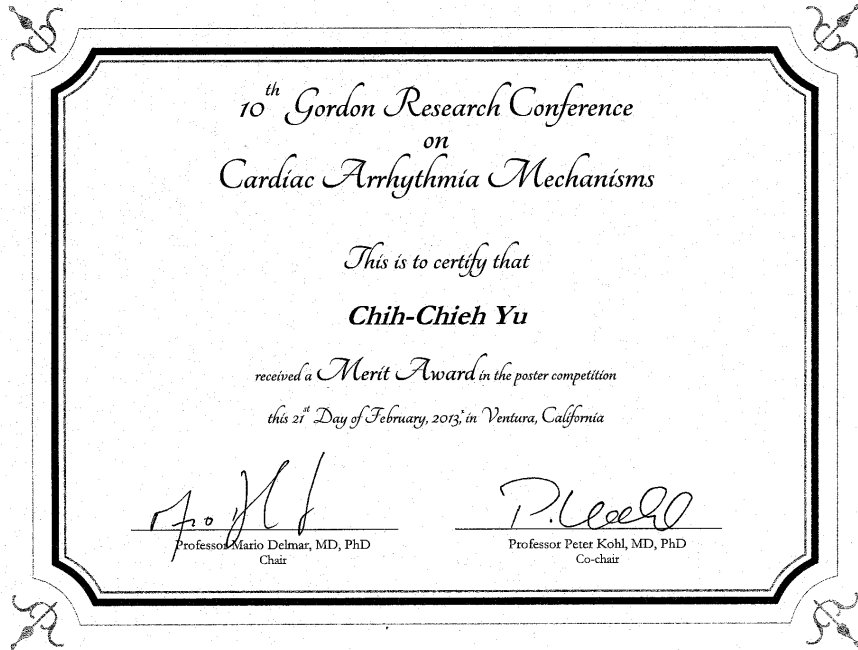 10th Gordon Research Conference
on
Cardiac Arrhythmia Mechanisms
This is to certify that
Chih-Chieh Yu
received a Merit Award in the poster competition
this 21st Day of February, 2013, in Ventura, California
P. Kohl
Professor Mario Delmar, MD, PhD
Professor Peter Kohl, MD, PhD
Chair
Co-chair